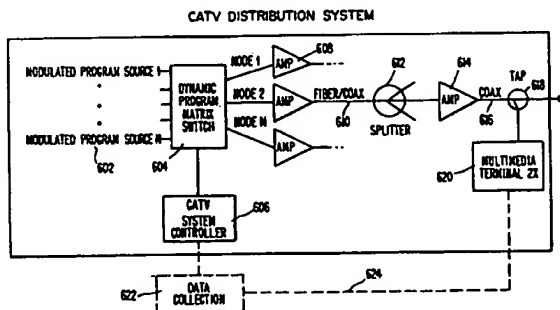 CATV DISTRIBUTION SYSTEM
MODULATED PROGRAM SOURCE 1
MODULATED PROGRAM SOURCE M
602
DYNAMIC
PROGRAM
MATRIX
SWITCH
604
NODE 1
NODE 2
NODE M
AMP
608
AMP
AMP
FIBER/COAX
610
612
SPLITTER
614
AMP
COAX
616
TAP
618
MULTIMEDIA
TERMINAL 2X
620
CATV
SYSTEM
CONTROLLER
606
622
DATA
COLLECTION
624